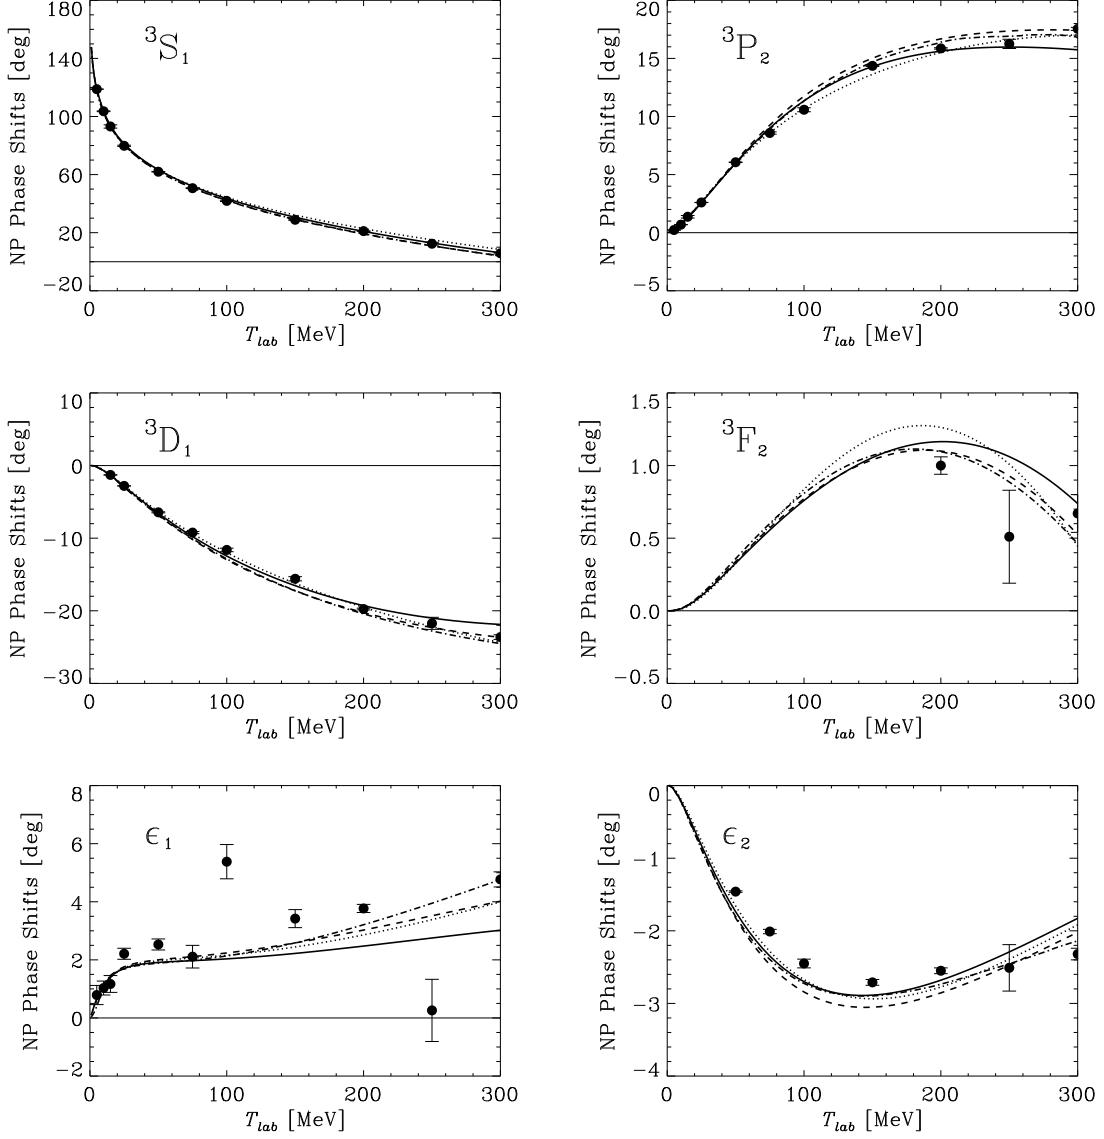 180
140
100
60
20
−20
NP Phase Shifts [deg]
³S₁
0 100 200 300
T_lab [MeV]
20
15
10
5
0
−5
NP Phase Shifts [deg]
³P₂
0 100 200 300
T_lab [MeV]
10
0
−10
−20
−30
NP Phase Shifts [deg]
³D₁
0 100 200 300
T_lab [MeV]
1.5
1.0
0.5
0.0
−0.5
NP Phase Shifts [deg]
³F₂
0 100 200 300
T_lab [MeV]
8
6
4
2
0
−2
NP Phase Shifts [deg]
ϵ₁
0 100 200 300
T_lab [MeV]
0
−1
−2
−3
−4
NP Phase Shifts [deg]
ϵ₂
0 100 200 300
T_lab [MeV]